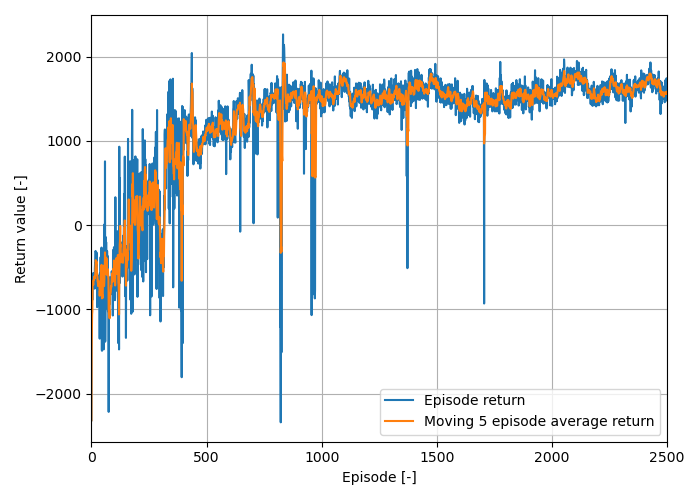 2000
1000
0
−1000
−2000
Return value [-]
Episode return
Moving 5 episode average return
0
500
1000
1500
2000
2500
Episode [-]